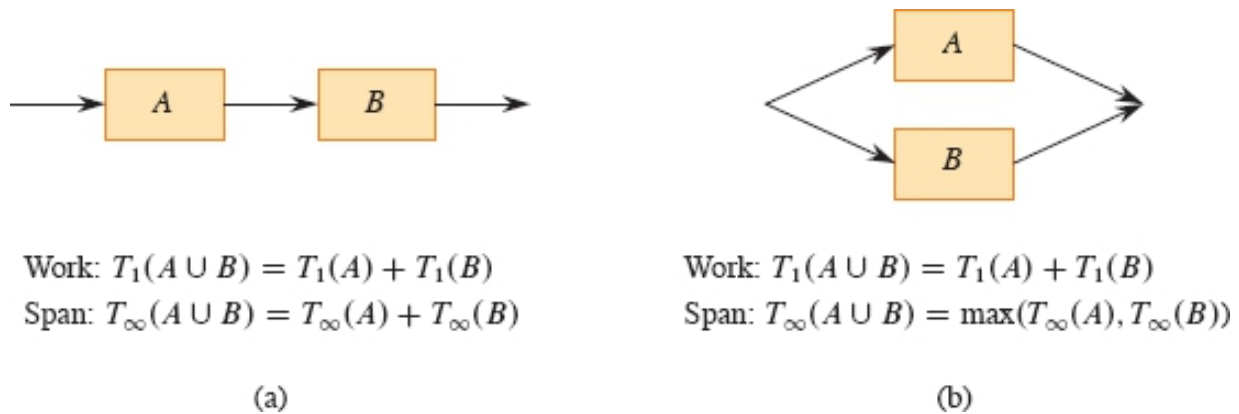 A
B
Work: T₁(A ∪ B) = T₁(A) + T₁(B)
Span: T∞(A ∪ B) = T∞(A) + T∞(B)
(a)
A
B
Work: T₁(A ∪ B) = T₁(A) + T₁(B)
Span: T∞(A ∪ B) = max(T∞(A), T∞(B))
(b)